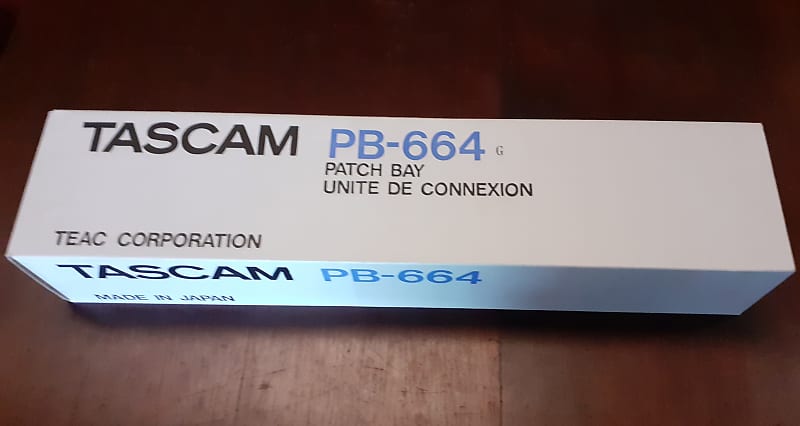 TASCAM PB-664 G
PATCH BAY
UNITE DE CONNEXION
TEAC CORPORATION
TASCAM PB-664
MADE IN JAPAN